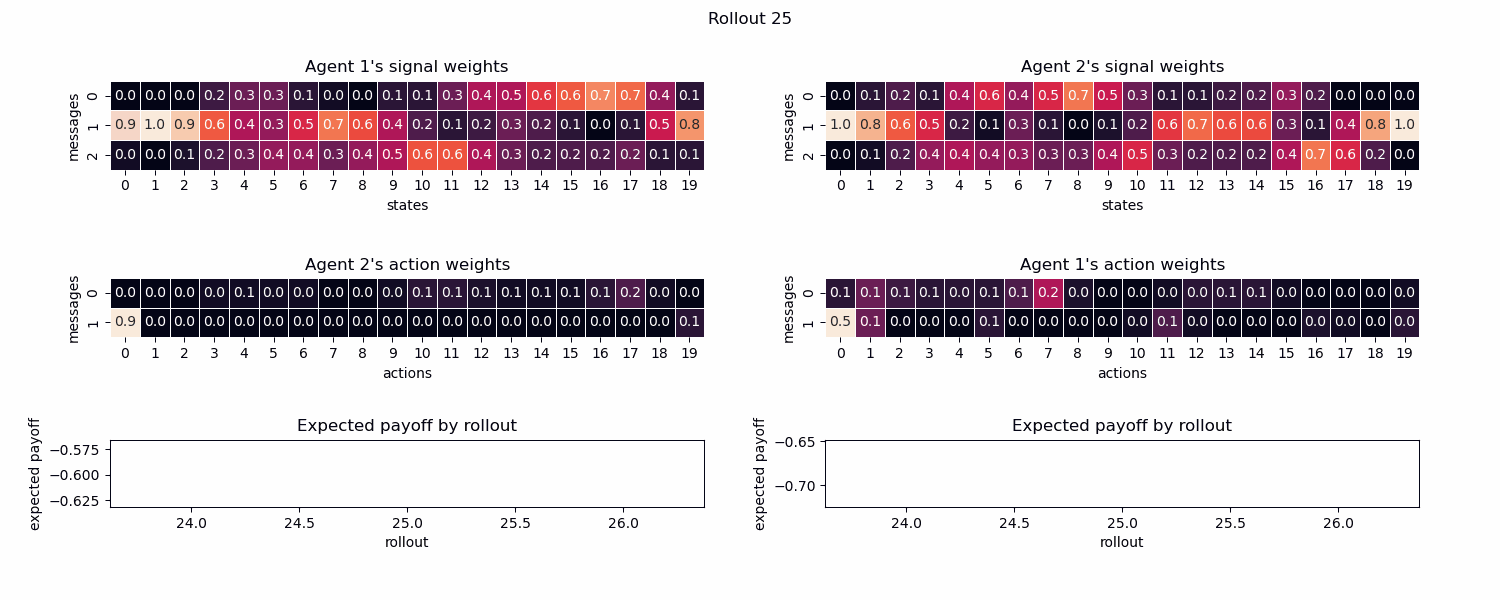 Rollout 25
Agent 1's signal weights
messages
0 0.0 0.0 0.0 0.2 0.3 0.3 0.1 0.0 0.0 0.1 0.1 0.3 0.4 0.5 0.6 0.6 0.7 0.7 0.4 0.1
1 0.9 1.0 0.9 0.6 0.4 0.3 0.5 0.7 0.6 0.4 0.2 0.1 0.2 0.3 0.2 0.1 0.0 0.1 0.5 0.8
2 0.0 0.0 0.1 0.2 0.3 0.4 0.4 0.3 0.4 0.5 0.6 0.6 0.4 0.3 0.2 0.2 0.2 0.2 0.1 0.1
0 1 2 3 4 5 6 7 8 9 10 11 12 13 14 15 16 17 18 19
states
Agent 2's signal weights
messages
0 0.0 0.1 0.2 0.1 0.4 0.6 0.4 0.5 0.7 0.5 0.3 0.1 0.1 0.2 0.2 0.3 0.2 0.0 0.0 0.0
1 1.0 0.8 0.6 0.5 0.2 0.1 0.3 0.1 0.0 0.1 0.2 0.6 0.7 0.6 0.6 0.3 0.1 0.4 0.8 1.0
2 0.0 0.1 0.2 0.4 0.4 0.4 0.3 0.3 0.3 0.4 0.5 0.3 0.2 0.2 0.2 0.4 0.7 0.6 0.2 0.0
0 1 2 3 4 5 6 7 8 9 10 11 12 13 14 15 16 17 18 19
states
Agent 2's action weights
messages
0 0.0 0.0 0.0 0.0 0.1 0.0 0.0 0.0 0.0 0.0 0.1 0.1 0.1 0.1 0.1 0.1 0.1 0.2 0.0 0.0
1 0.9 0.0 0.0 0.0 0.0 0.0 0.0 0.0 0.0 0.0 0.0 0.0 0.0 0.0 0.0 0.0 0.0 0.0 0.0 0.1
0 1 2 3 4 5 6 7 8 9 10 11 12 13 14 15 16 17 18 19
actions
Agent 1's action weights
messages
0 0.1 0.1 0.1 0.1 0.0 0.1 0.1 0.2 0.0 0.0 0.0 0.0 0.0 0.1 0.1 0.0 0.0 0.0 0.0 0.0
1 0.5 0.1 0.0 0.0 0.0 0.1 0.0 0.0 0.0 0.0 0.0 0.1 0.0 0.0 0.0 0.0 0.0 0.0 0.0 0.0
0 1 2 3 4 5 6 7 8 9 10 11 12 13 14 15 16 17 18 19
actions
Expected payoff by rollout
expected payoff
−0.575
−0.600
−0.625
24.0 24.5 25.0 25.5 26.0
rollout
Expected payoff by rollout
expected payoff
−0.65
−0.70
24.0 24.5 25.0 25.5 26.0
rollout